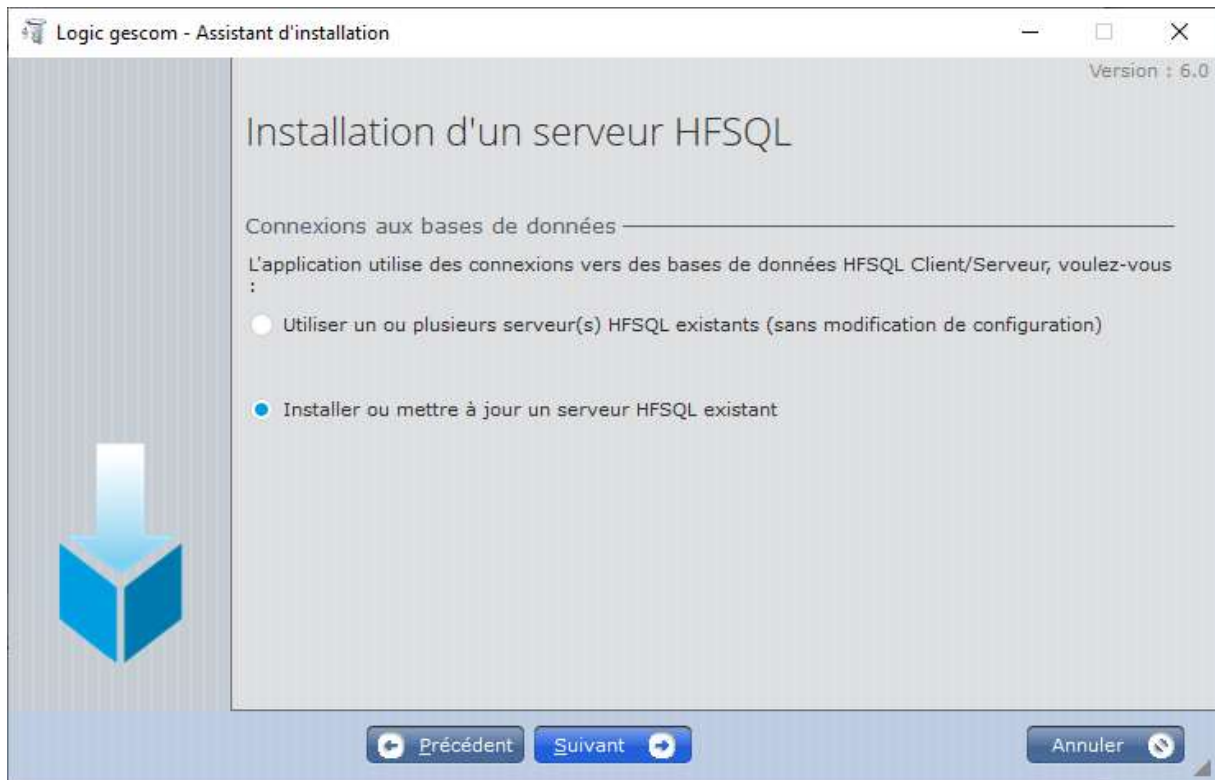 Logic gescom - Assistant d'installation
Version : 6.0
Installation d'un serveur HFSQL
Connexions aux bases de données
L'application utilise des connexions vers des bases de données HFSQL Client/Serveur, voulez-vous
:
Utiliser un ou plusieurs serveur(s) HFSQL existants (sans modification de configuration)
Installer ou mettre à jour un serveur HFSQL existant
Précédent
Suivant
Annuler